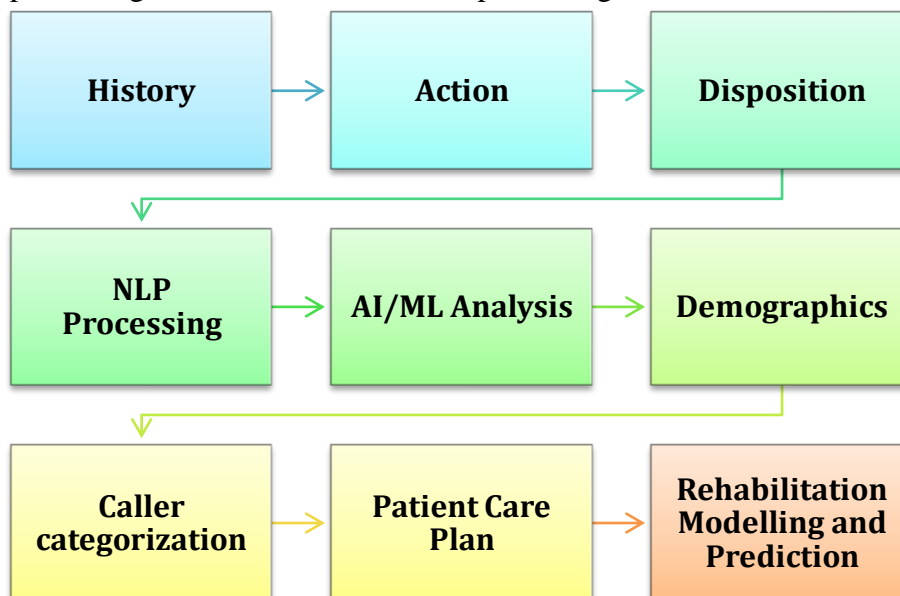 History
Action
Disposition
NLP
Processing
AI/ML Analysis
Demographics
Caller
categorization
Patient Care
Plan
Rehabilitation
Modelling and
Prediction